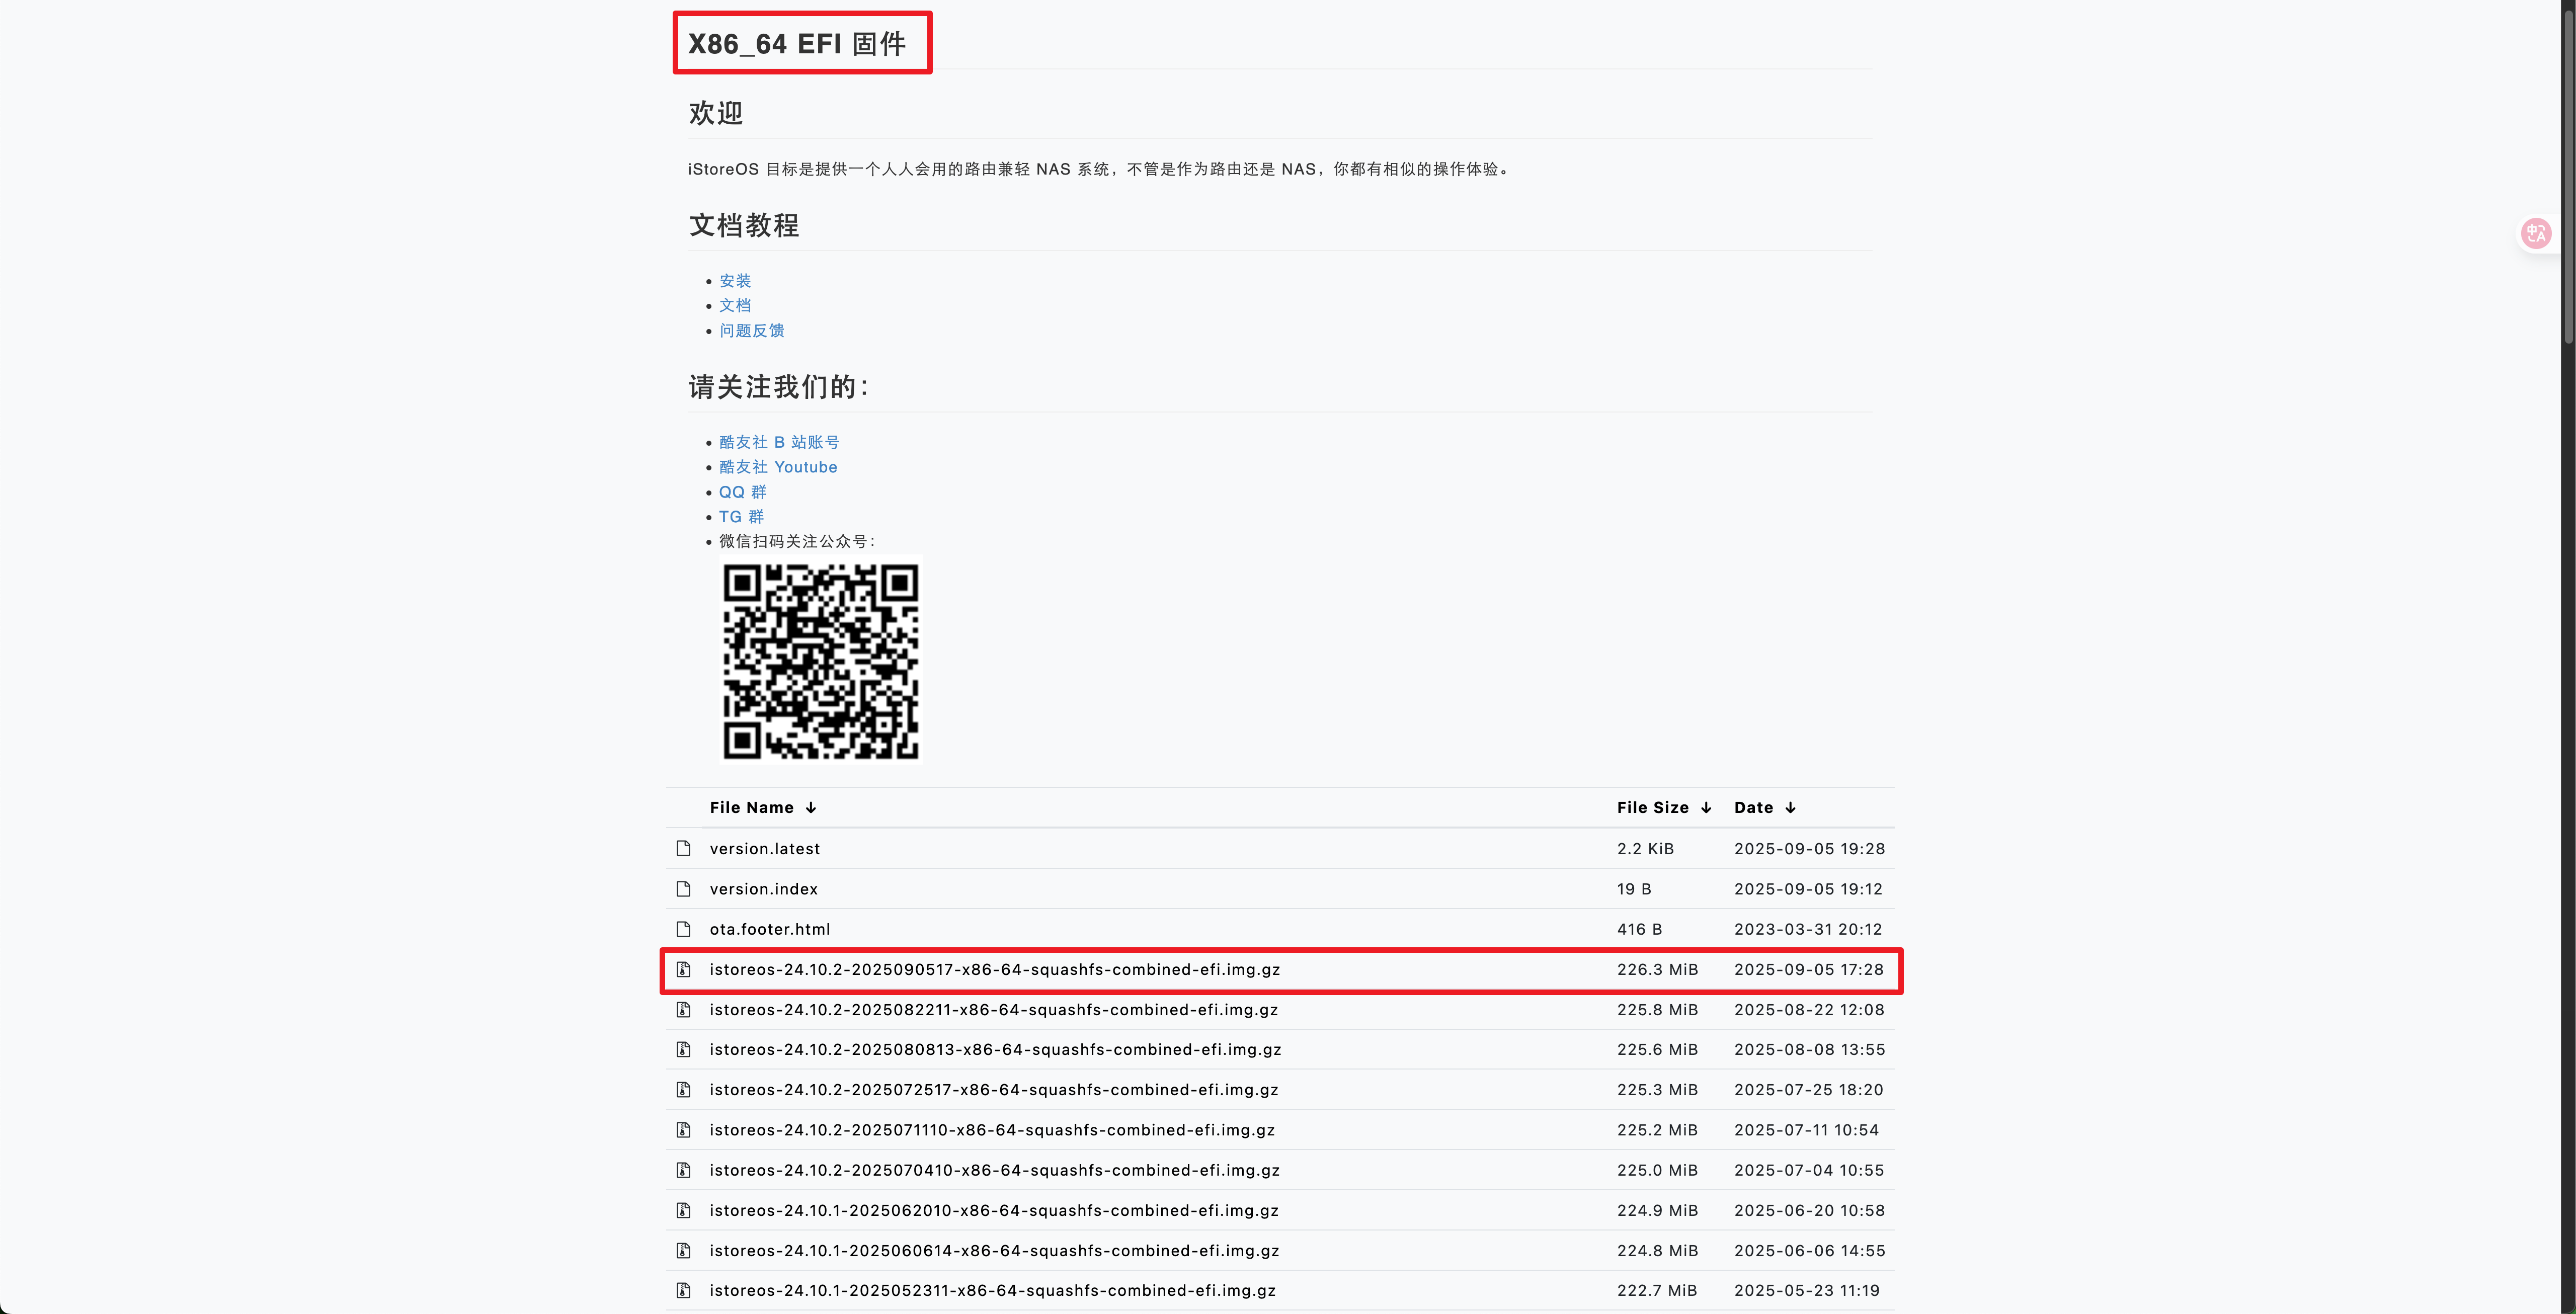 X86_64 EFI 固件
欢迎
iStoreOS 目标是提供一个人人会用的路由兼轻 NAS 系统，不管是作为路由还是 NAS，你都有相似的操作体验。
文档教程
安装
文档
问题反馈
请关注我们的：
酷友社 B 站账号
酷友社 Youtube
QQ 群
TG 群
微信扫码关注公众号：
File Name ↓ File Size ↓ Date ↓
version.latest 2.2 KiB 2025-09-05 19:28
version.index 19 B 2025-09-05 19:12
ota.footer.html 416 B 2023-03-31 20:12
istoreos-24.10.2-2025090517-x86-64-squashfs-combined-efi.img.gz 226.3 MiB 2025-09-05 17:28
istoreos-24.10.2-2025082211-x86-64-squashfs-combined-efi.img.gz 225.8 MiB 2025-08-22 12:08
istoreos-24.10.2-2025080813-x86-64-squashfs-combined-efi.img.gz 225.6 MiB 2025-08-08 13:55
istoreos-24.10.2-2025072517-x86-64-squashfs-combined-efi.img.gz 225.3 MiB 2025-07-25 18:20
istoreos-24.10.2-2025071110-x86-64-squashfs-combined-efi.img.gz 225.2 MiB 2025-07-11 10:54
istoreos-24.10.2-2025070410-x86-64-squashfs-combined-efi.img.gz 225.0 MiB 2025-07-04 10:55
istoreos-24.10.1-2025062010-x86-64-squashfs-combined-efi.img.gz 224.9 MiB 2025-06-20 10:58
istoreos-24.10.1-2025060614-x86-64-squashfs-combined-efi.img.gz 224.8 MiB 2025-06-06 14:55
istoreos-24.10.1-2025052311-x86-64-squashfs-combined-efi.img.gz 222.7 MiB 2025-05-23 11:19